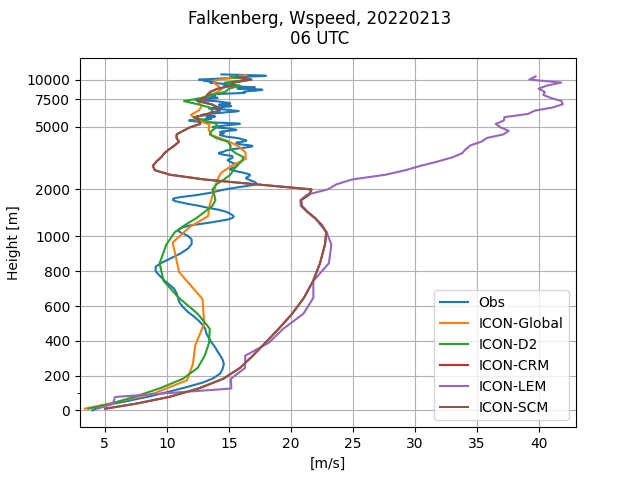 Falkenberg, Wspeed, 20220213
06 UTC
Height [m]
10000
7500
5000
2000
1000
800
600
400
200
0
Obs
ICON-Global
ICON-D2
ICON-CRM
ICON-LEM
ICON-SCM
5 10 15 20 25 30 35 40
[m/s]